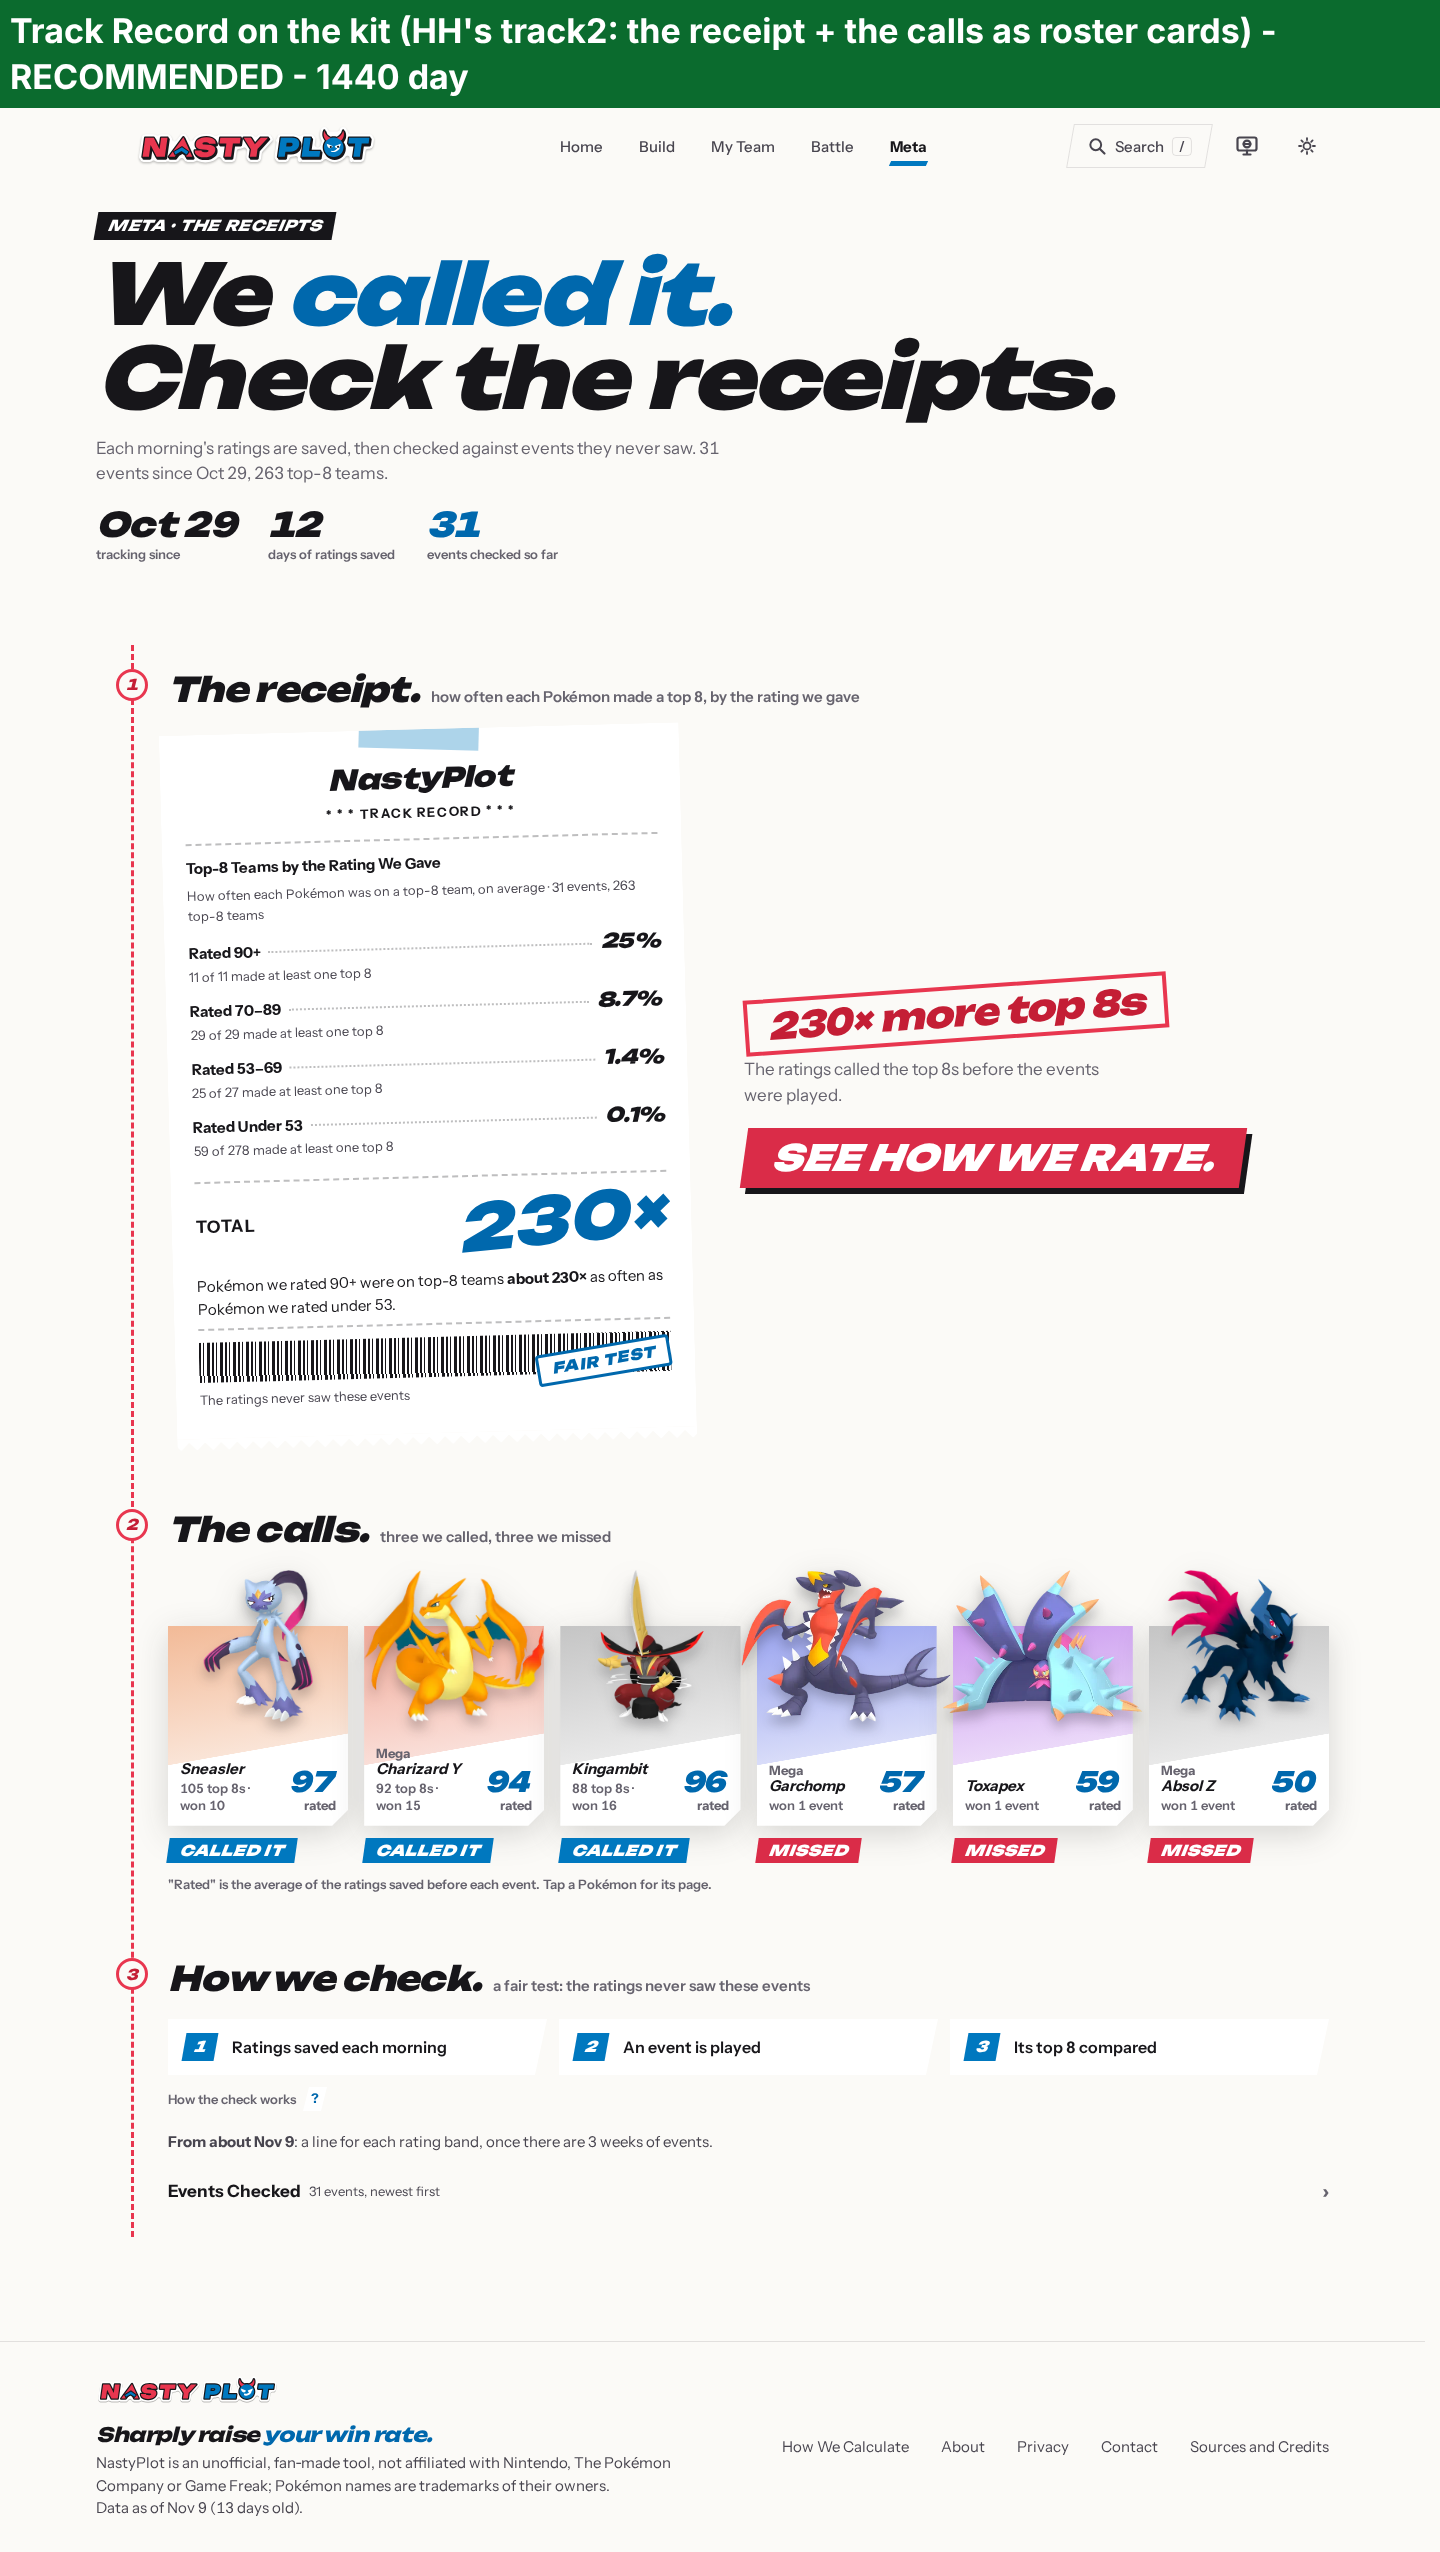 Track Record on the kit (HH's track2: the receipt + the calls as roster cards) -
RECOMMENDED - 1440 day
NASTY PLOT
Home
Build
My Team
Battle
Meta
Search /
META · THE RECEIPTS
We called it.
Check the receipts.
Each morning's ratings are saved, then checked against events they never saw. 31
events since Oct 29, 263 top-8 teams.
Oct 29
tracking since
12
days of ratings saved
31
events checked so far
1
The receipt. how often each Pokémon made a top 8, by the rating we gave
NastyPlot
* * * TRACK RECORD * * *
Top-8 Teams by the Rating We Gave
How often each Pokémon was on a top-8 team, on average · 31 events, 263
top-8 teams
Rated 90+ 25%
11 of 11 made at least one top 8
Rated 70–89 8.7%
29 of 29 made at least one top 8
Rated 53–69 1.4%
25 of 27 made at least one top 8
Rated Under 53 0.1%
59 of 278 made at least one top 8
TOTAL 230×
Pokémon we rated 90+ were on top-8 teams about 230× as often as
Pokémon we rated under 53.
FAIR TEST
The ratings never saw these events
230× more top 8s
The ratings called the top 8s before the events
were played.
SEE HOW WE RATE.
2
The calls. three we called, three we missed
Sneasler
105 top 8s ·
won 10
97
rated
CALLED IT
Mega
Charizard Y
92 top 8s ·
won 15
94
rated
CALLED IT
Kingambit
88 top 8s ·
won 16
96
rated
CALLED IT
Mega
Garchomp
won 1 event
57
rated
MISSED
Toxapex
won 1 event
59
rated
MISSED
Mega
Absol Z
won 1 event
50
rated
MISSED
"Rated" is the average of the ratings saved before each event. Tap a Pokémon for its page.
3
How we check. a fair test: the ratings never saw these events
1 Ratings saved each morning
2 An event is played
3 Its top 8 compared
How the check works ?
From about Nov 9: a line for each rating band, once there are 3 weeks of events.
Events Checked 31 events, newest first ›
NASTY PLOT
Sharply raise your win rate.
NastyPlot is an unofficial, fan-made tool, not affiliated with Nintendo, The Pokémon
Company or Game Freak; Pokémon names are trademarks of their owners.
Data as of Nov 9 (13 days old).
How We Calculate
About
Privacy
Contact
Sources and Credits